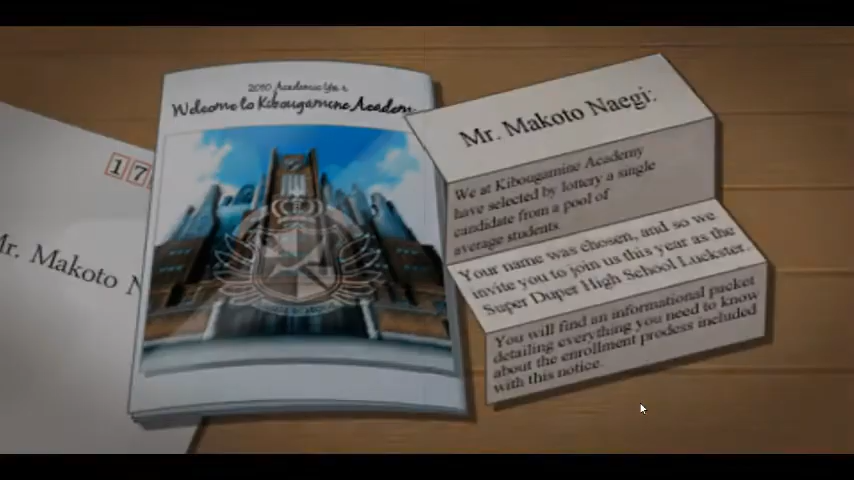 17
Mr. Makoto N
2010 Academic
Welcome to Kibougamine Academy
Mr. Makoto Naegi:
We at Kibougamine Academy
have selected by lottery a single
candidate from a pool of
average students.
Your name was chosen, and so we
invite you to join us this year as the
Super Duper High School Luckster.
You will find an informational packet
detailing everything you need to know
about the enrollment prodess included
with this notice.